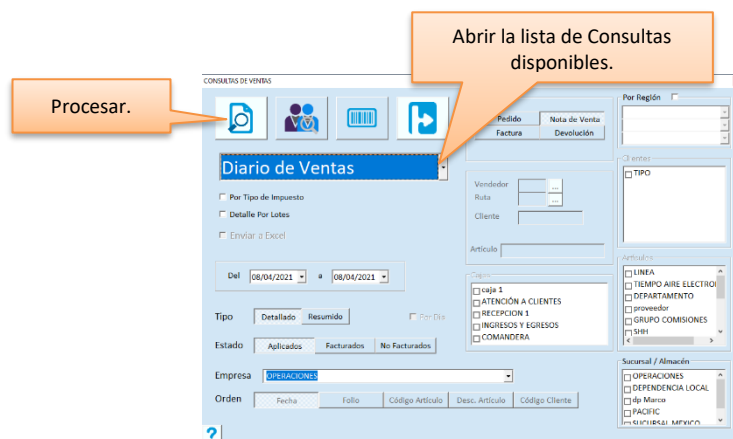 Abrir la lista de Consultas
disponibles.
Procesar.
CONSULTAS DE VENTAS
Por Región
Pedido
Nota de Venta
Factura
Devolución
Diario de Ventas
Por Tipo de Impuesto
Detalle Por Lotes
Enviar a Excel
Vendedor
...
Ruta
...
Cliente
Artículo
Clientes
TIPO
Del 08/04/2021 a 08/04/2021
Tipo Detallado Resumido Por Día
Estado Aplicados Facturados No Facturados
Cajas
caja 1
ATENCIÓN A CLIENTES
RECEPCION 1
INGRESOS Y EGRESOS
COMANDERA
Artículos
LINEA
TIEMPO AIRE ELECTRO
DEPARTAMENTO
proveedor
GRUPO COMISIONES
SHH
Empresa OPERACIONES
Orden Fecha Folio Código Artículo Desc. Artículo Código Cliente
Sucursal / Almacén
OPERACIONES
DEPENDENCIA LOCAL
dp Marco
PACIFIC
SUCURSAL MEXICO
?